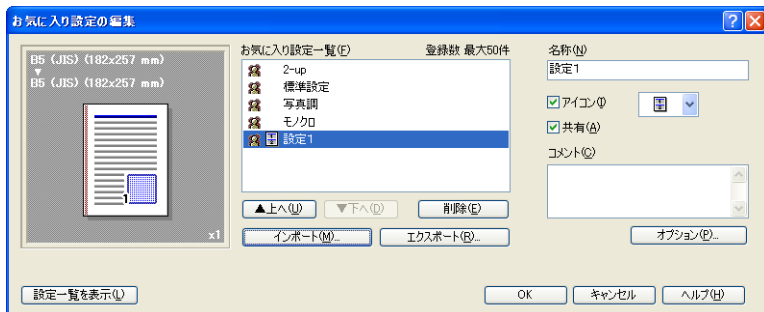 お気に入り設定の編集
B5 (JIS) (182x257 mm)
B5 (JIS) (182x257 mm)
1
x1
お気に入り設定一覧(F) 登録数 最大50件
2-up
標準設定
写真調
モノクロ
設定1
▲上へ(U) ▼下へ(D) 削除(E)
インポート(M)... エクスポート(R)...
名称(N)
設定1
アイコン(I)
共有(A)
コメント(C)
オプション(P)...
設定一覧を表示(L) OK キャンセル ヘルプ(H)